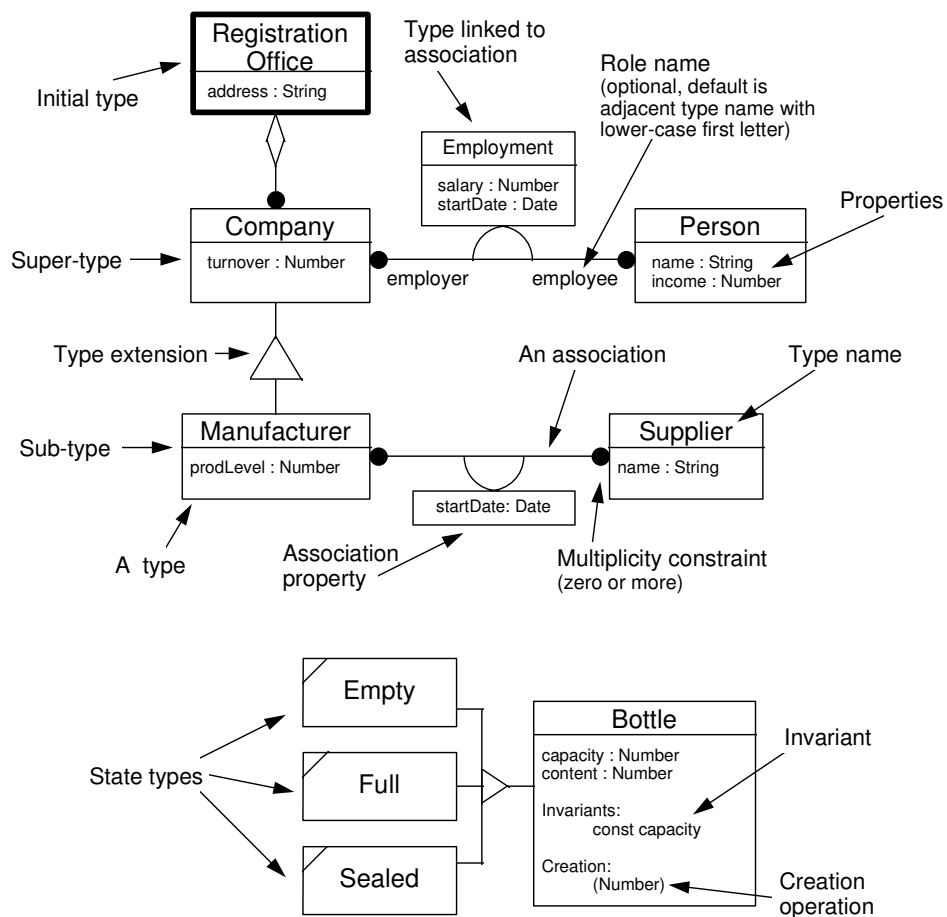 Registration
Office
address : String
Initial type
Type linked to
association
Role name
(optional, default is
adjacent type name with
lower-case first letter)
Employment
salary : Number
startDate : Date
Properties
Super-type
Company
turnover : Number
employer
employee
Person
name : String
income : Number
Type extension
An association
Type name
Sub-type
Manufacturer
prodLevel : Number
startDate: Date
Supplier
name : String
A type
Association
property
Multiplicity constraint
(zero or more)
State types
Empty
Full
Sealed
Bottle
capacity : Number
content : Number
Invariants:
const capacity
Creation:
(Number)
Invariant
Creation
operation